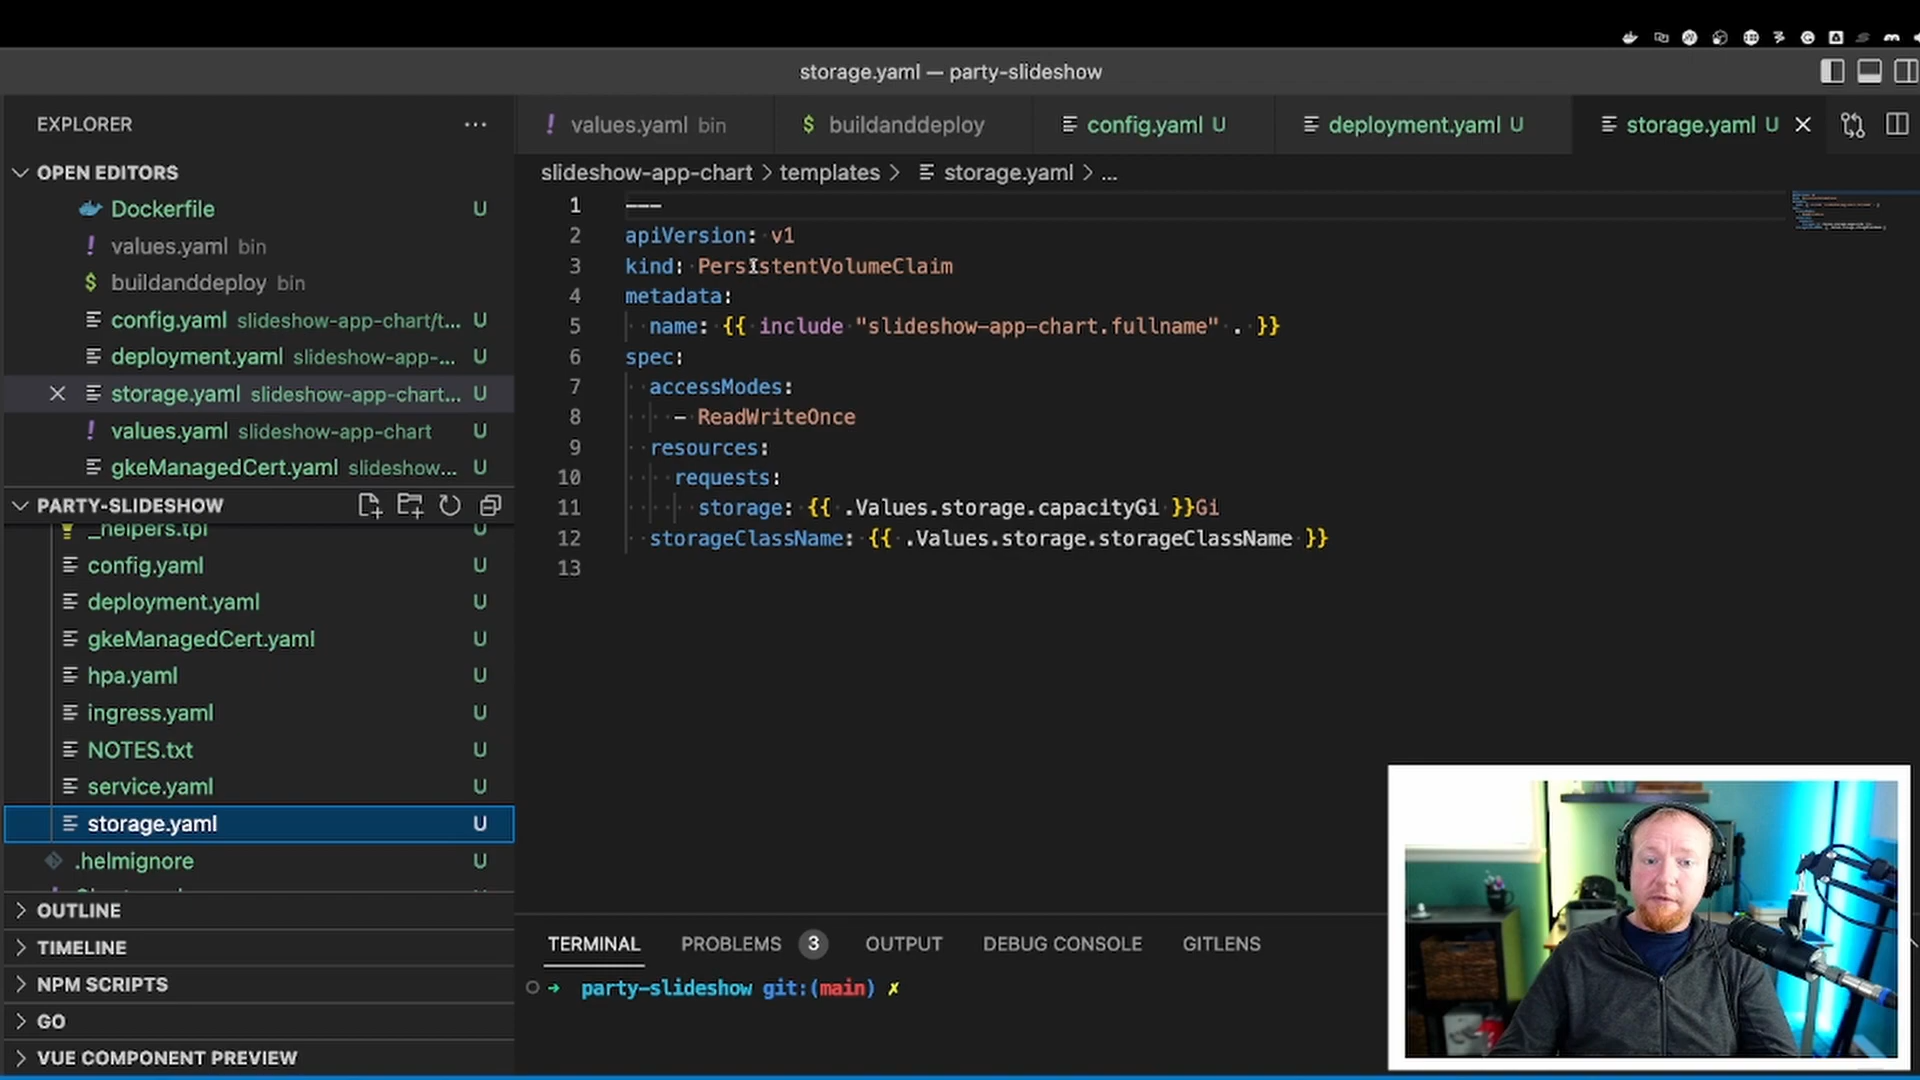 storage.yaml — party-slideshow
EXPLORER
OPEN EDITORS
Dockerfile U
values.yaml bin
buildanddeploy bin
config.yaml slideshow-app-chart/t... U
deployment.yaml slideshow-app-... U
storage.yaml slideshow-app-chart... U
values.yaml slideshow-app-chart U
gkeManagedCert.yaml slideshow... U
PARTY-SLIDESHOW
_helpers.tpl U
config.yaml U
deployment.yaml U
gkeManagedCert.yaml U
hpa.yaml U
ingress.yaml U
NOTES.txt U
service.yaml U
storage.yaml U
.helmignore U
OUTLINE
TIMELINE
NPM SCRIPTS
GO
VUE COMPONENT PREVIEW
! values.yaml bin
$ buildanddeploy
config.yaml U
deployment.yaml U
storage.yaml U
slideshow-app-chart > templates > storage.yaml > ...
1 ---
2 apiVersion: v1
3 kind: PersistentVolumeClaim
4 metadata:
5 name: {{ include "slideshow-app-chart.fullname" . }}
6 spec:
7 accessModes:
8 - ReadWriteOnce
9 resources:
10 requests:
11 storage: {{ .Values.storage.capacityGi }}Gi
12 storageClassName: {{ .Values.storage.storageClassName }}
13
TERMINAL PROBLEMS 3 OUTPUT DEBUG CONSOLE GITLENS
party-slideshow git:(main) ✗